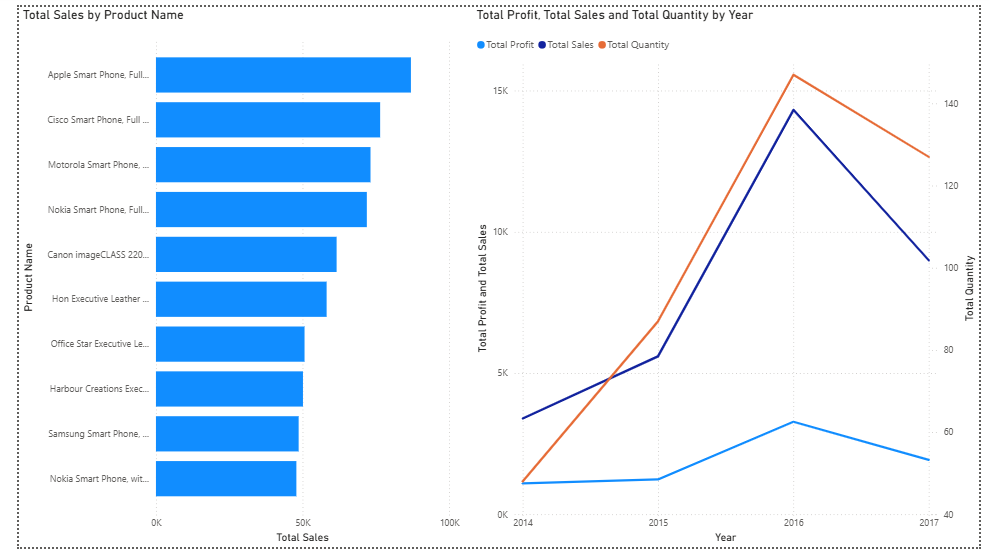 Total Sales by Product Name
Product Name
Apple Smart Phone, Full...
Cisco Smart Phone, Full ...
Motorola Smart Phone, ...
Nokia Smart Phone, Full...
Canon imageCLASS 220...
Hon Executive Leather ...
Office Star Executive Le...
Harbour Creations Exec...
Samsung Smart Phone, ...
Nokia Smart Phone, wit...
0K 50K 100K
Total Sales
Total Profit, Total Sales and Total Quantity by Year
Total Profit Total Sales Total Quantity
Total Profit and Total Sales
15K
10K
5K
0K
140
120
100
80
60
40
Total Quantity
2014 2015 2016 2017
Year